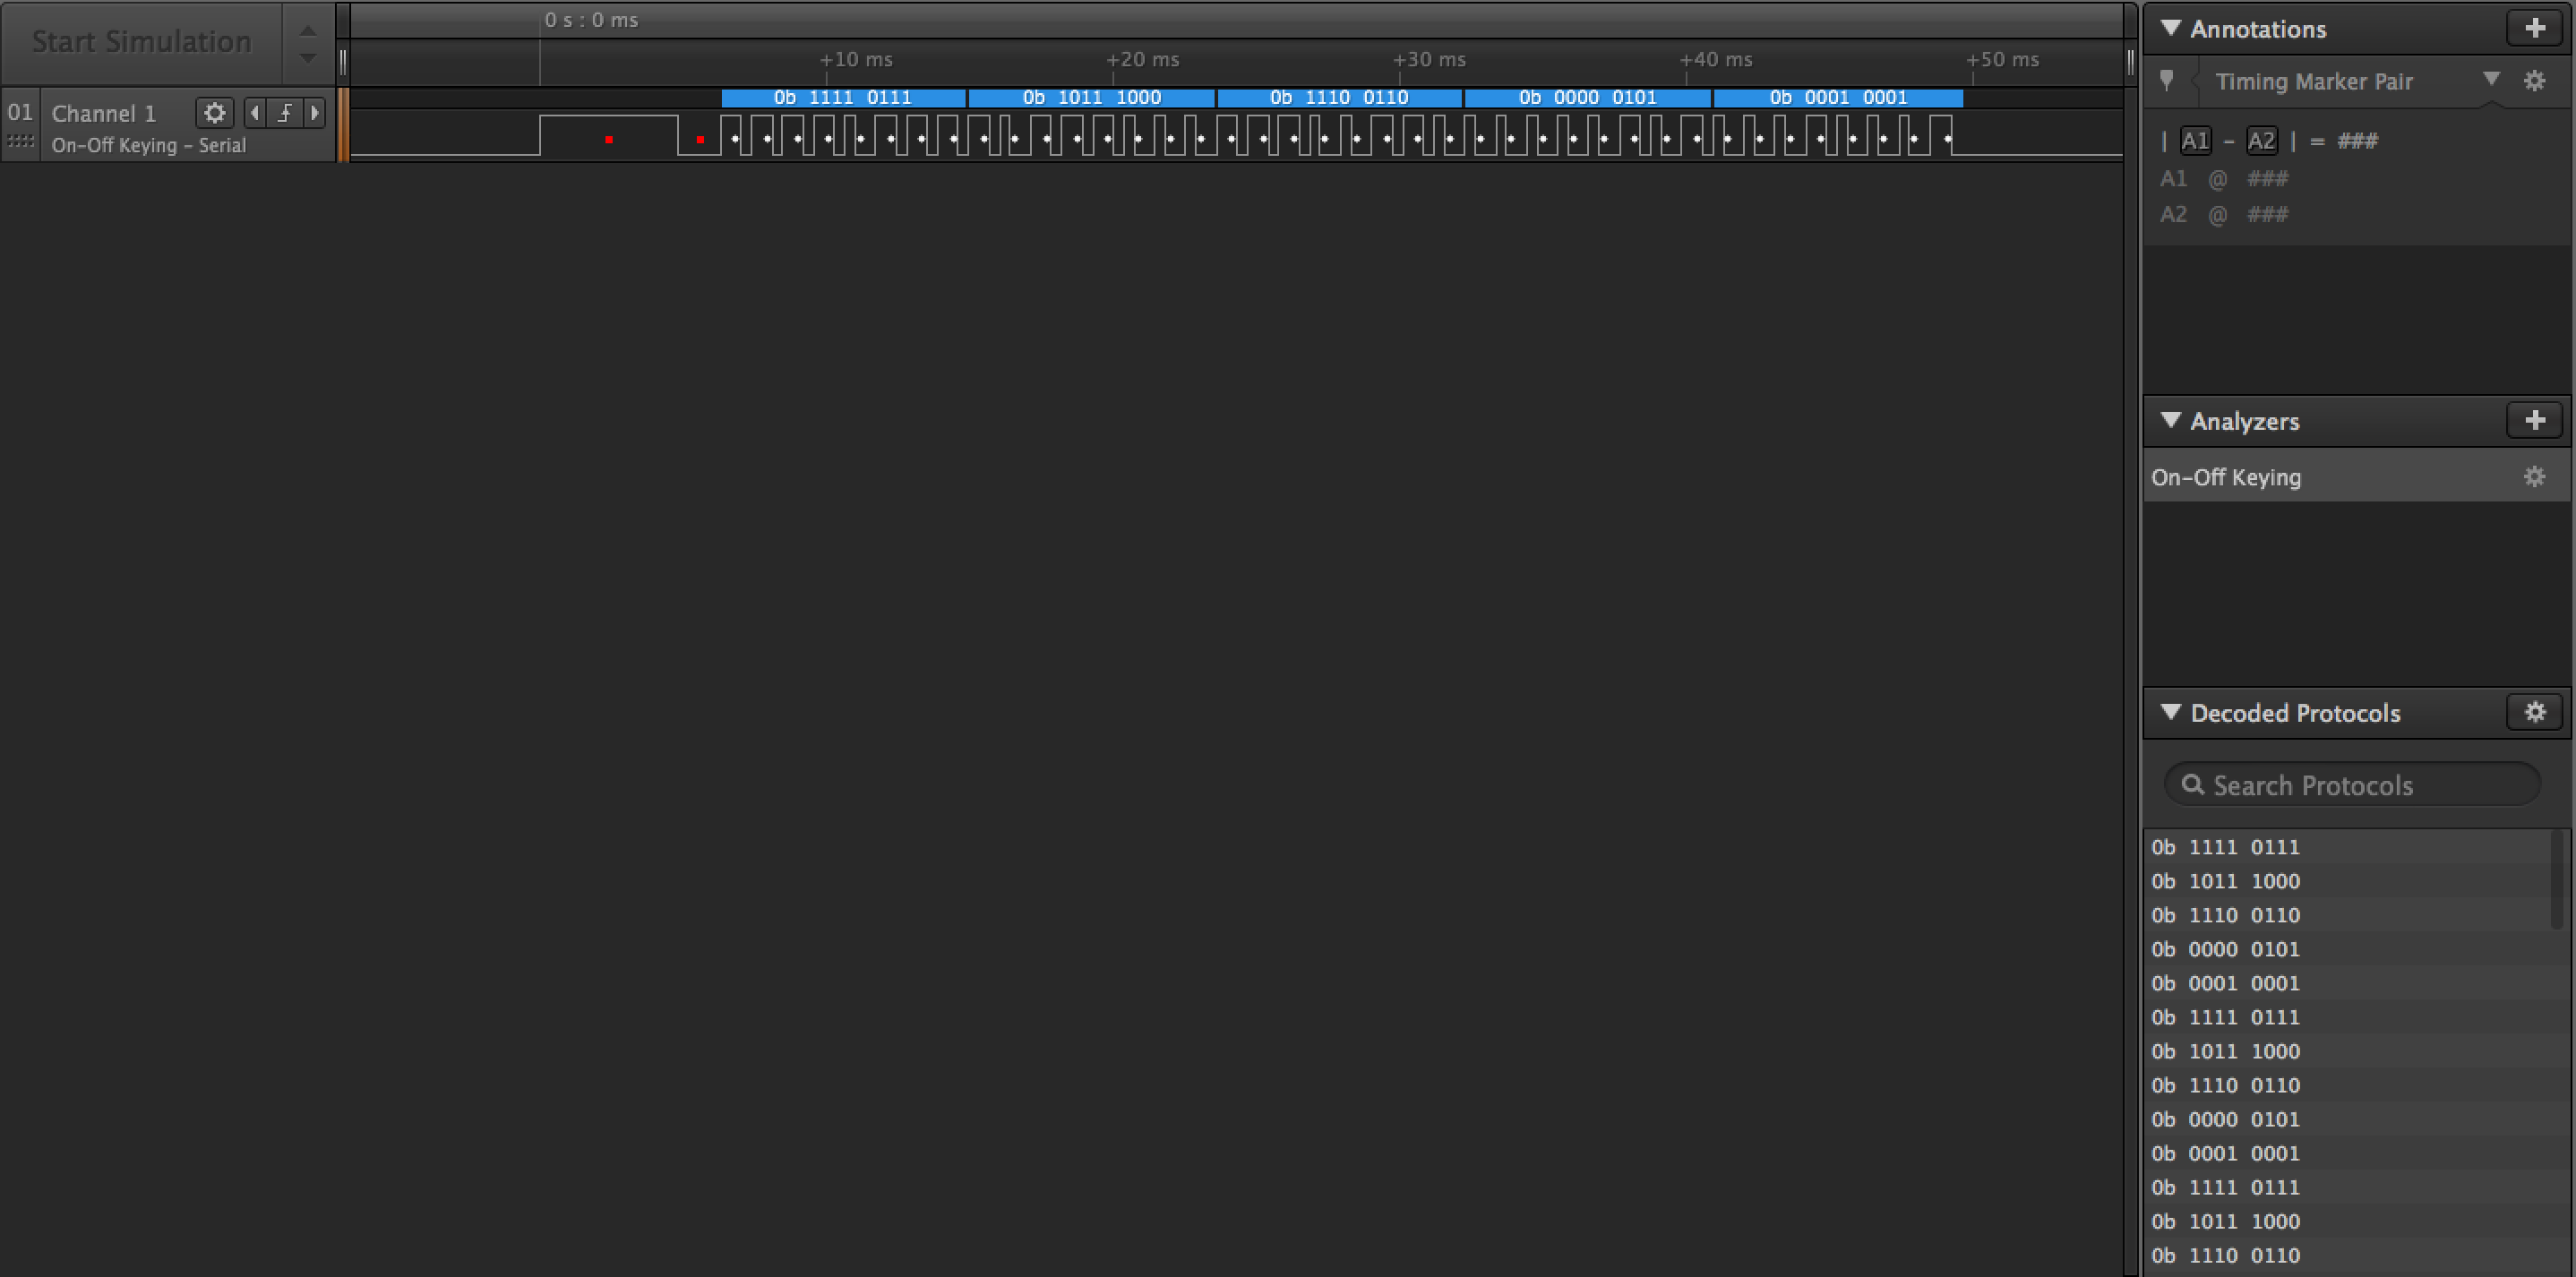 Start Simulation
0 s : 0 ms
+10 ms +20 ms +30 ms +40 ms +50 ms
01 Channel 1
On-Off Keying - Serial
0b 1111 0111 0b 1011 1000 0b 1110 0110 0b 0000 0101 0b 0001 0001
Annotations
Timing Marker Pair
| A1 - A2 | = ###
A1 @ ###
A2 @ ###
Analyzers
On-Off Keying
Decoded Protocols
Search Protocols
0b 1111 0111
0b 1011 1000
0b 1110 0110
0b 0000 0101
0b 0001 0001
0b 1111 0111
0b 1011 1000
0b 1110 0110
0b 0000 0101
0b 0001 0001
0b 1111 0111
0b 1011 1000
0b 1110 0110